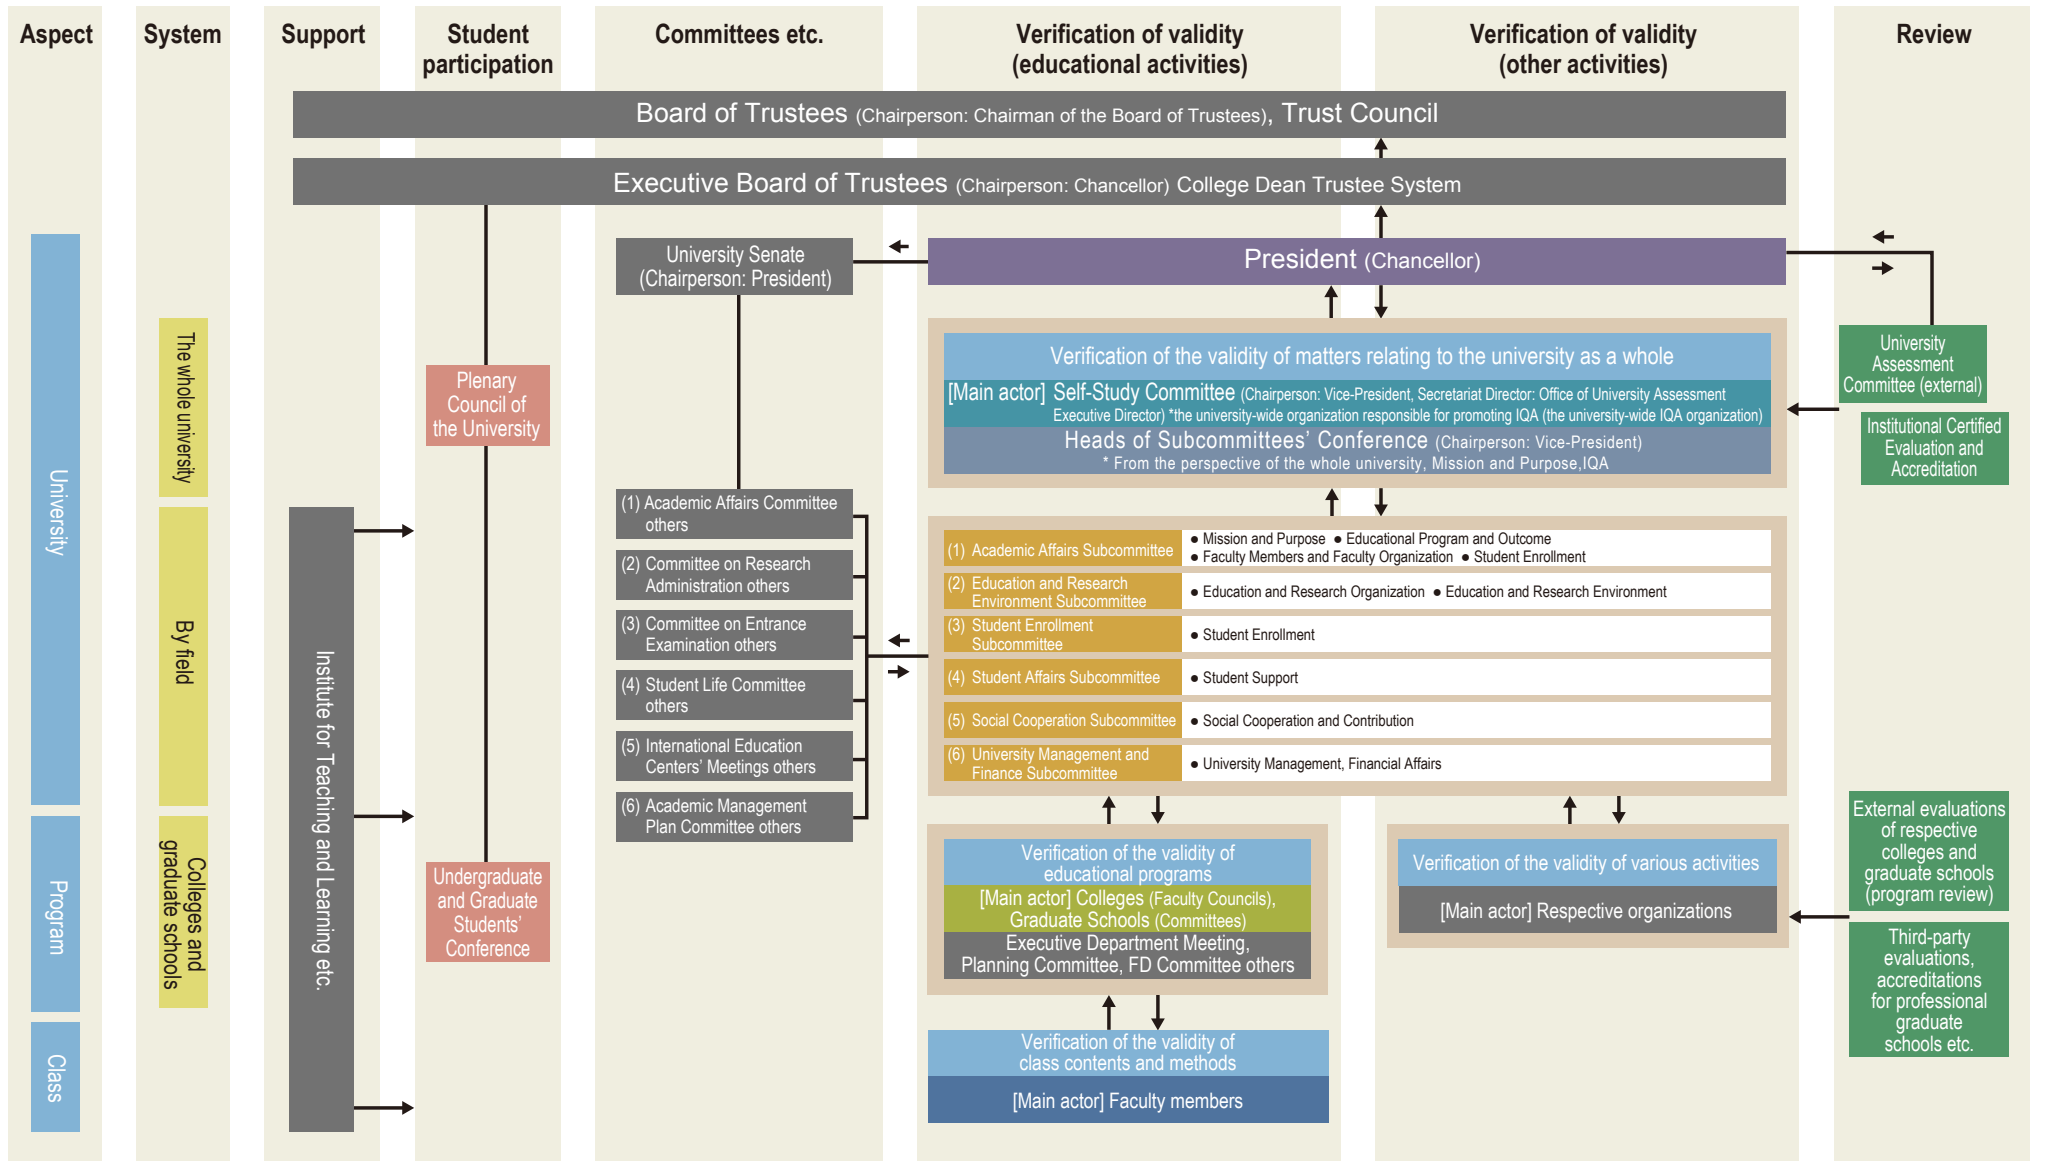 Aspect
System
Support
Student
participation
Committees etc.
Verification of validity
(educational activities)
Verification of validity
(other activities)
Review
Board of Trustees (Chairperson: Chairman of the Board of Trustees), Trust Council
Executive Board of Trustees (Chairperson: Chancellor) College Dean Trustee System
University Senate
(Chairperson: President)
President (Chancellor)
University
Program
Class
The whole university
By field
Colleges and
graduate schools
Institute for Teaching and Learning etc.
Plenary
Council of
the University
Undergraduate
and Graduate
Students’
Conference
(1) Academic Affairs Committee
others
(2) Committee on Research
Administration others
(3) Committee on Entrance
Examination others
(4) Student Life Committee
others
(5) International Education
Centers’ Meetings others
(6) Academic Management
Plan Committee others
Verification of the validity of matters relating to the university as a whole
[Main actor] Self-Study Committee (Chairperson: Vice-President, Secretariat Director: Office of University Assessment
Executive Director) *the university-wide organization responsible for promoting IQA (the university-wide IQA organization)
Heads of Subcommittees’ Conference (Chairperson: Vice-President)
* From the perspective of the whole university, Mission and Purpose,IQA
(1) Academic Affairs Subcommittee
● Mission and Purpose ● Educational Program and Outcome
● Faculty Members and Faculty Organization ● Student Enrollment
(2) Education and Research
Environment Subcommittee
● Education and Research Organization ● Education and Research Environment
(3) Student Enrollment
Subcommittee
● Student Enrollment
(4) Student Affairs Subcommittee
● Student Support
(5) Social Cooperation Subcommittee
● Social Cooperation and Contribution
(6) University Management and
Finance Subcommittee
● University Management, Financial Affairs
Verification of the validity of
educational programs
[Main actor] Colleges (Faculty Councils),
Graduate Schools (Committees)
Executive Department Meeting,
Planning Committee, FD Committee others
Verification of the validity of
class contents and methods
[Main actor] Faculty members
Verification of the validity of various activities
[Main actor] Respective organizations
University
Assessment
Committee (external)
Institutional Certified
Evaluation and
Accreditation
External evaluations
of respective
colleges and
graduate schools
(program review)
Third-party
evaluations,
accreditations
for professional
graduate
schools etc.